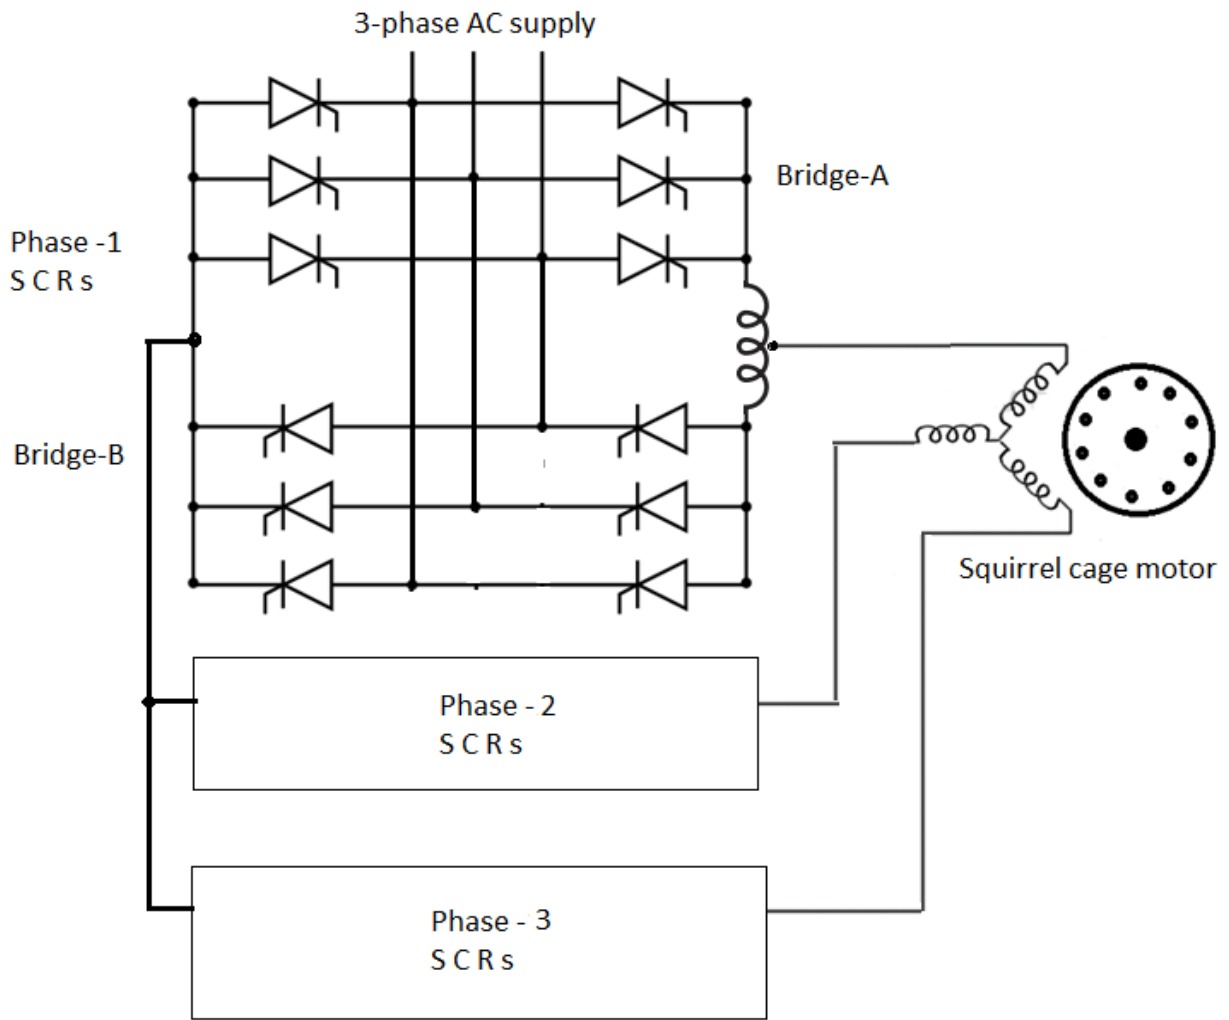 3-phase AC supply
Bridge-A
Phase -1
S C R s
Bridge-B
Squirrel cage motor
Phase - 2
S C R s
Phase - 3
S C R s